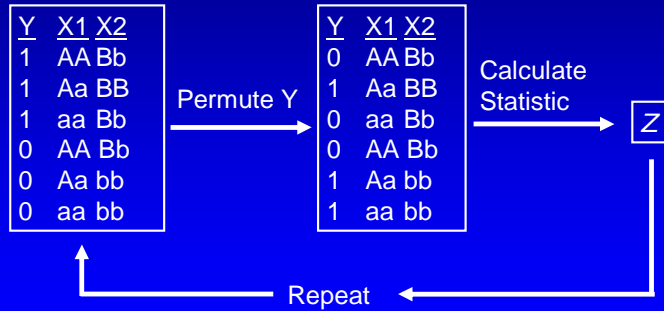 Y X1 X2
1 AA Bb
1 Aa BB
1 aa Bb
0 AA Bb
0 Aa bb
0 aa bb
Permute Y
Y X1 X2
0 AA Bb
1 Aa BB
0 aa Bb
0 AA Bb
1 Aa bb
1 aa bb
Calculate
Statistic
Z
Repeat